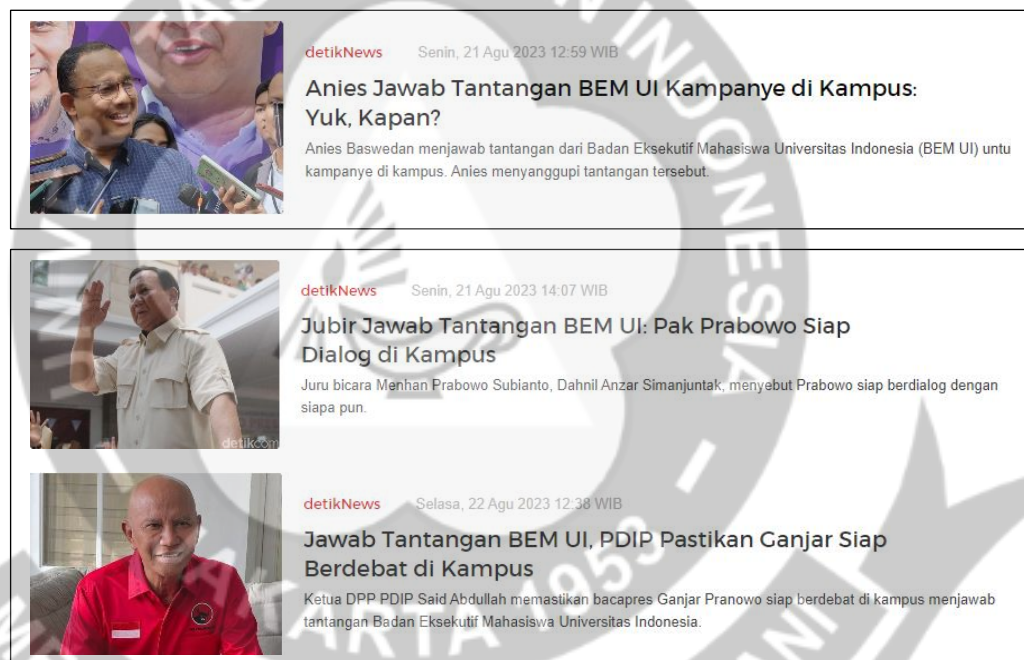 detikNews Senin, 21 Agu 2023 12:59 WIB
Anies Jawab Tantangan BEM UI Kampanye di Kampus:
Yuk, Kapan?
Anies Baswedan menjawab tantangan dari Badan Eksekutif Mahasiswa Universitas Indonesia (BEM UI) untu
kampanye di kampus. Anies menyanggupi tantangan tersebut.
detikNews Senin, 21 Agu 2023 14:07 WIB
Jubir Jawab Tantangan BEM UI: Pak Prabowo Siap
Dialog di Kampus
Juru bicara Menhan Prabowo Subianto, Dahnil Anzar Simanjuntak, menyebut Prabowo siap berdialog dengan
siapa pun.
detikcom
detikNews Selasa, 22 Agu 2023 12:38 WIB
Jawab Tantangan BEM UI, PDIP Pastikan Ganjar Siap
Berdebat di Kampus
Ketua DPP PDIP Said Abdullah memastikan bacapres Ganjar Pranowo siap berdebat di kampus menjawab
tantangan Badan Eksekutif Mahasiswa Universitas Indonesia.
INDONESIA
1953